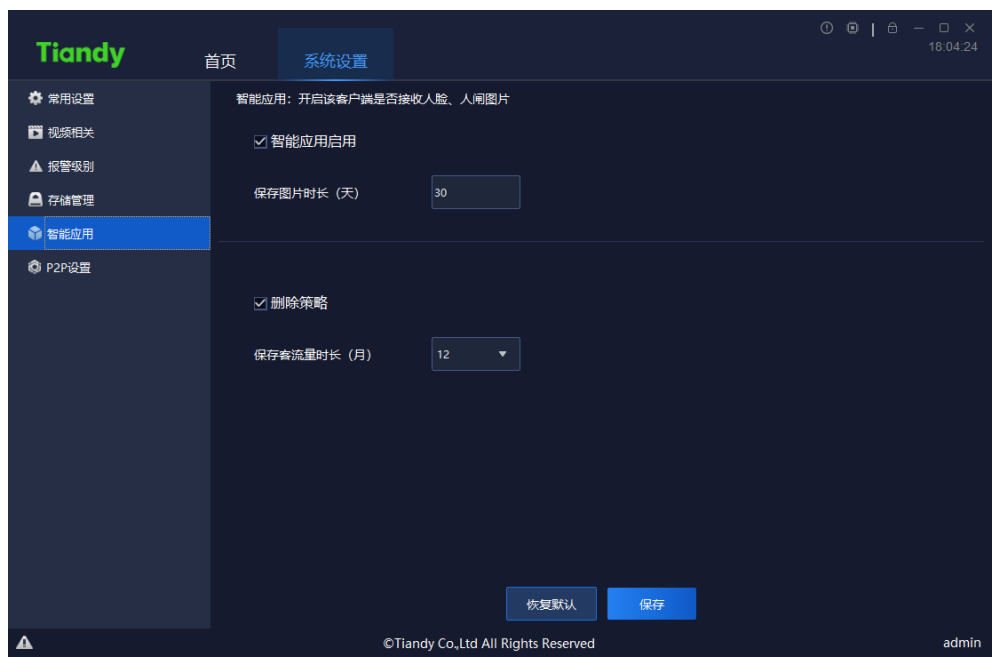 Tiandy
首页
系统设置
18:04:24
常用设置
视频相关
报警级别
存储管理
智能应用
P2P设置
智能应用：开启该客户端是否接收人脸、人闸图片
智能应用启用
保存图片时长（天）
30
删除策略
保存客流量时长（月）
12
恢复默认
保存
©Tiandy Co.,Ltd All Rights Reserved
admin